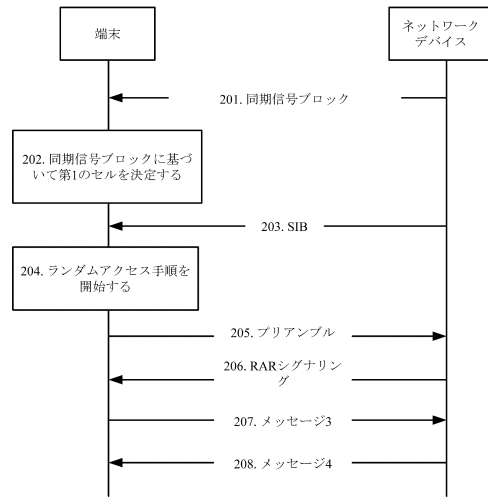 端末
ネットワーク
デバイス
201. 同期信号ブロック
202. 同期信号ブロックに基づ
いて第1のセルを決定する
203. SIB
204. ランダムアクセス手順を
開始する
205. プリアンブル
206. RARシグナリン
グ
207. メッセージ3
208. メッセージ4